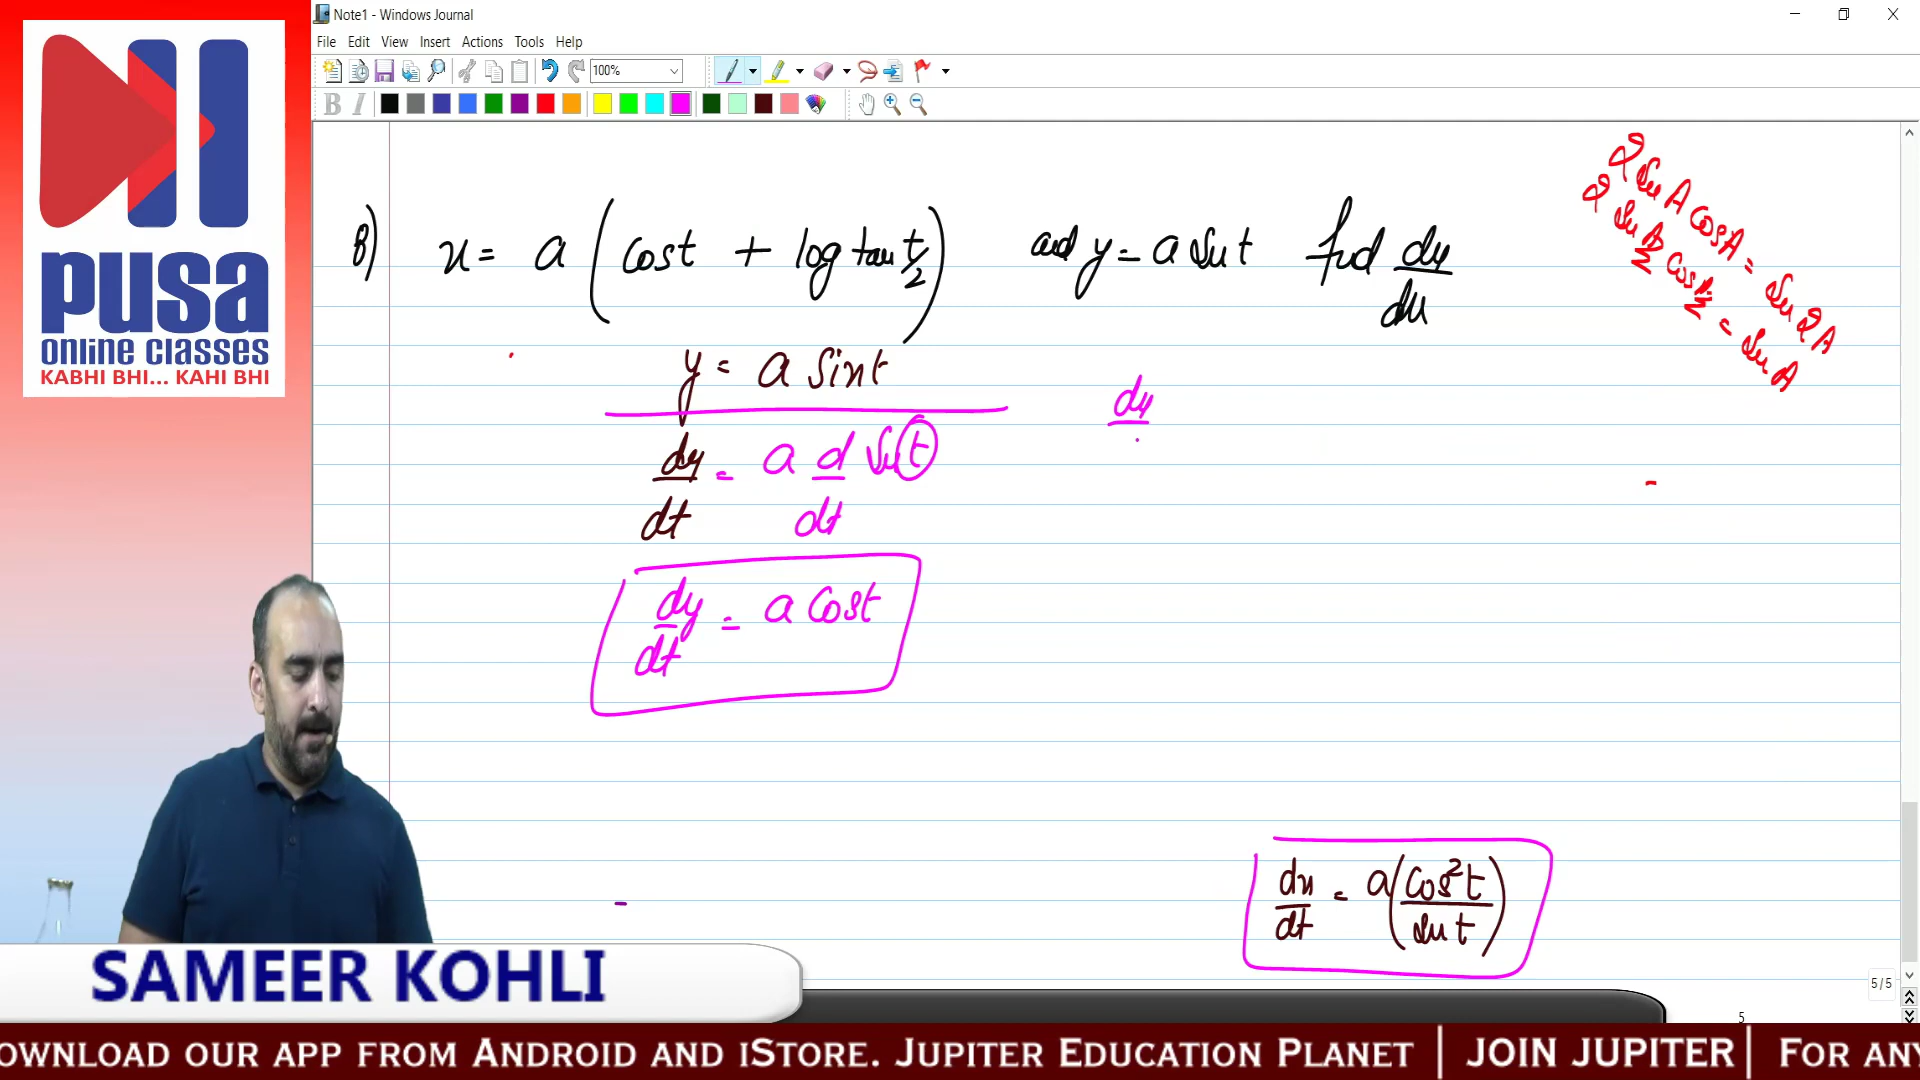 Note1 - Windows Journal
File Edit View Insert Actions Tools Help
100%
PUSA
online classes
KABHI BHI... KAHI BHI
8) x = a (cost + log tan t/2) and y = a sin t find dy/dx
2 sin A cos A = sin 2A
2 sin A/2 cos A/2 = sin A
y = a sint
dy/dt = a d/dt sin t
dy
dy/dt = a cost
dx/dt = a (cos²t / sin t)
5 / 5
5
SAMEER KOHLI
OWNLOAD OUR APP FROM ANDROID AND ISTORE. JUPITER EDUCATION PLANET | JOIN JUPITER | FOR ANY